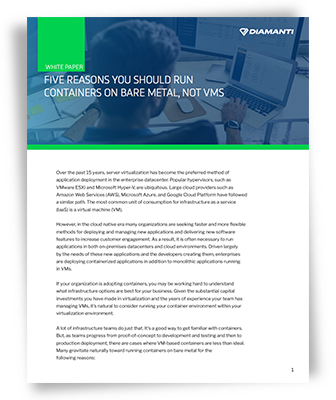 DIAMANTI
WHITE PAPER
FIVE REASONS YOU SHOULD RUN
CONTAINERS ON BARE METAL, NOT VMS
Over the past 15 years, server virtualization has become the preferred method of
application deployment in the enterprise datacenter. Popular hypervisors, such as
VMware ESXi and Microsoft Hyper-V, are ubiquitous. Large cloud providers such as
Amazon Web Services (AWS), Microsoft Azure, and Google Cloud Platform have followed
a similar path. The most common unit of consumption for infrastructure as a service
(IaaS) is a virtual machine (VM).
However, in the cloud native era many organizations are seeking faster and more flexible
methods for deploying and managing new applications and delivering new software
features to increase customer engagement. As a result, it is often necessary to run
applications in both on-premises datacenters and cloud environments. Driven largely
by the needs of these new applications and the developers creating them, enterprises
are deploying containerized applications in addition to monolithic applications running
in VMs.
If your organization is adopting containers, you may be working hard to understand
what infrastructure options are best for your business. Given the substantial capital
investments you have made in virtualization and the years of experience your team has
managing VMs, it's natural to consider running your container environment within your
virtualization environment.
A lot of infrastructure teams do just that. It's a good way to get familiar with containers.
But, as teams progress from proof-of-concept to development and testing and then to
production deployment, there are cases where VM-based containers are less than ideal.
Many gravitate naturally toward running containers on bare metal for the
following reasons:
1